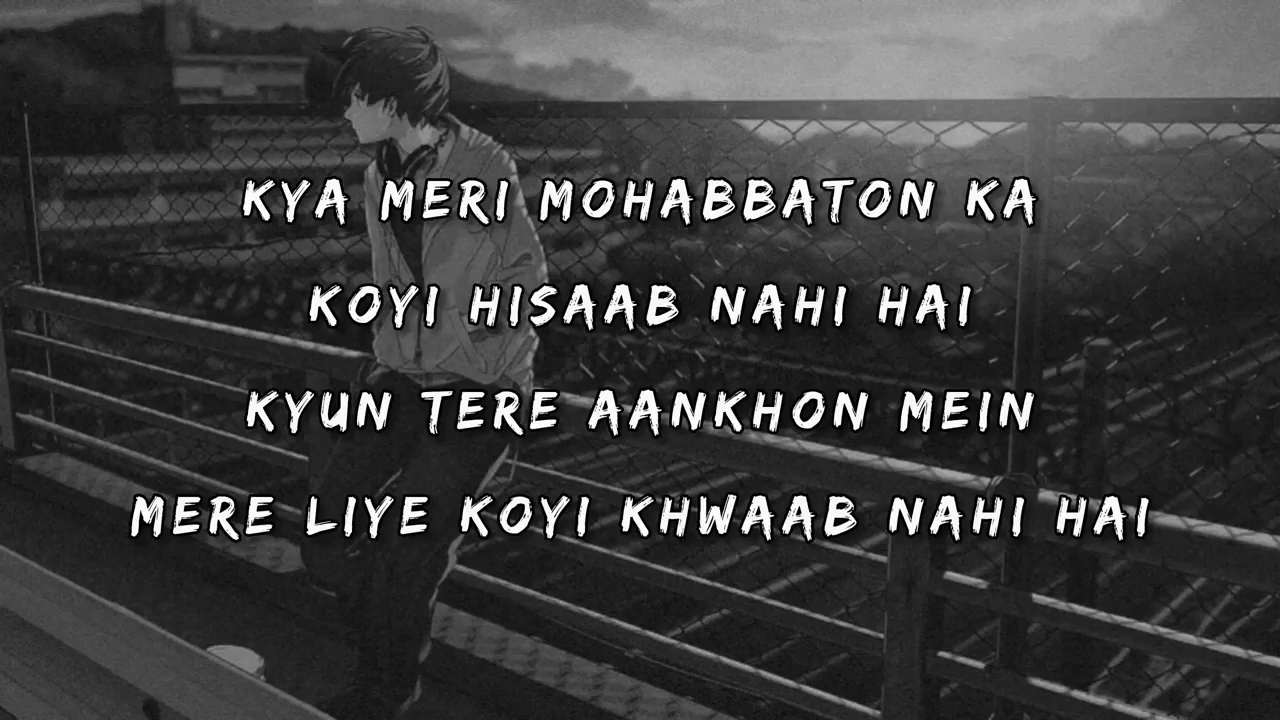 KYA MERI MOHABBATON KA
KOYI HISAAB NAHI HAI
KYUN TERE AANKHON MEIN
MERE LIYE KOYI KHWAAB NAHI HAI